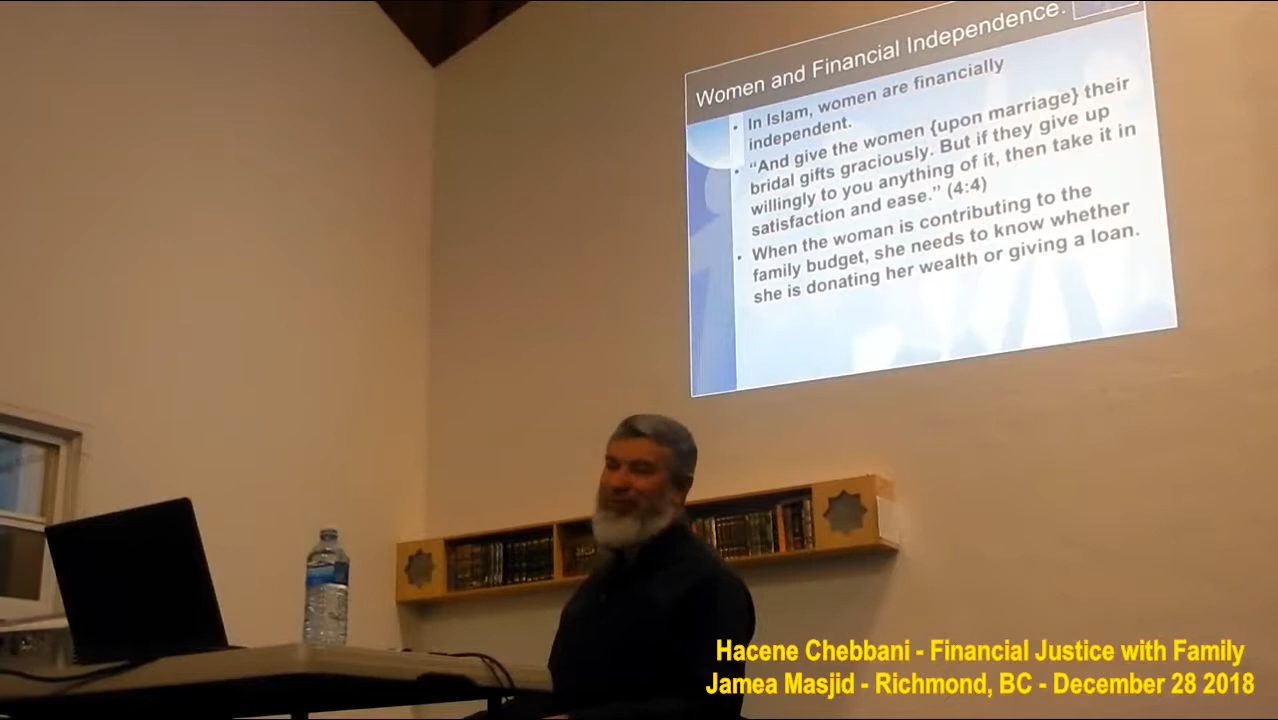 Women and Financial Independence.
• In Islam, women are financially
independent.
• “And give the women {upon marriage} their
bridal gifts graciously. But if they give up
willingly to you anything of it, then take it in
satisfaction and ease.” (4:4)
• When the woman is contributing to the
family budget, she needs to know whether
she is donating her wealth or giving a loan.
Hacene Chebbani - Financial Justice with Family
Jamea Masjid - Richmond, BC - December 28 2018